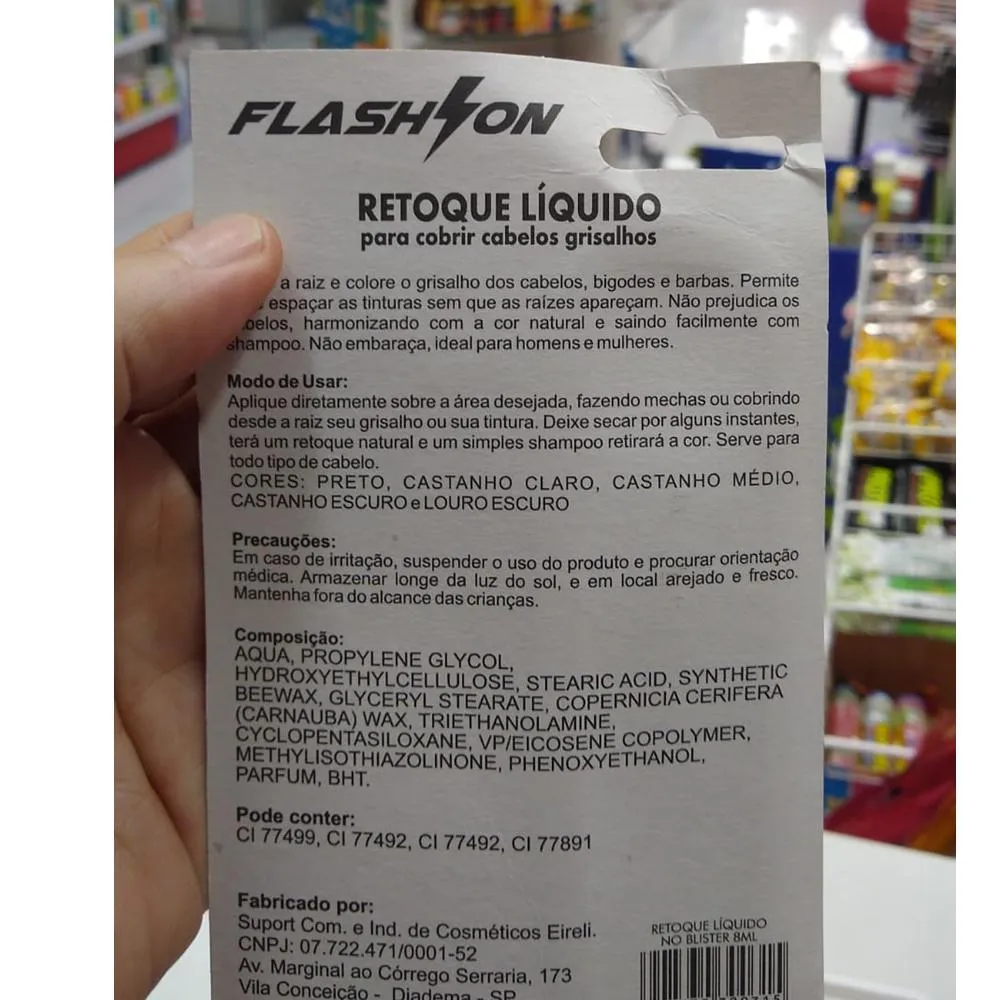 FLASH ON
RETOQUE LÍQUIDO
para cobrir cabelos grisalhos
a raiz e colore o grisalho dos cabelos, bigodes e barbas. Permite
espaçar as tinturas sem que as raízes apareçam. Não prejudica os
cabelos, harmonizando com a cor natural e saindo facilmente com
shampoo. Não embaraça, ideal para homens e mulheres.
Modo de Usar:
Aplique diretamente sobre a área desejada, fazendo mechas ou cobrindo
desde a raiz seu grisalho ou sua tintura. Deixe secar por alguns instantes,
terá um retoque natural e um simples shampoo retirará a cor. Serve para
todo tipo de cabelo.
CORES: PRETO, CASTANHO CLARO, CASTANHO MÉDIO,
CASTANHO ESCURO e LOURO ESCURO
Precauções:
Em caso de irritação, suspender o uso do produto e procurar orientação
médica. Armazenar longe da luz do sol, e em local arejado e fresco.
Mantenha fora do alcance das crianças.
Composição:
AQUA, PROPYLENE GLYCOL,
HYDROXYETHYLCELLULOSE, STEARIC ACID, SYNTHETIC
BEEWAX, GLYCERYL STEARATE, COPERNICIA CERIFERA
(CARNAUBA) WAX, TRIETHANOLAMINE,
CYCLOPENTASILOXANE, VP/EICOSENE COPOLYMER,
METHYLISOTHIAZOLINONE, PHENOXYETHANOL,
PARFUM, BHT.
Pode conter:
CI 77499, CI 77492, CI 77492, CI 77891
Fabricado por:
Suport Com. e Ind. de Cosméticos Eireli.
CNPJ: 07.722.471/0001-52
Av. Marginal ao Córrego Serraria, 173
Vila Conceição - Diadema - SP
RETOQUE LÍQUIDO
NO BLISTER 8ML